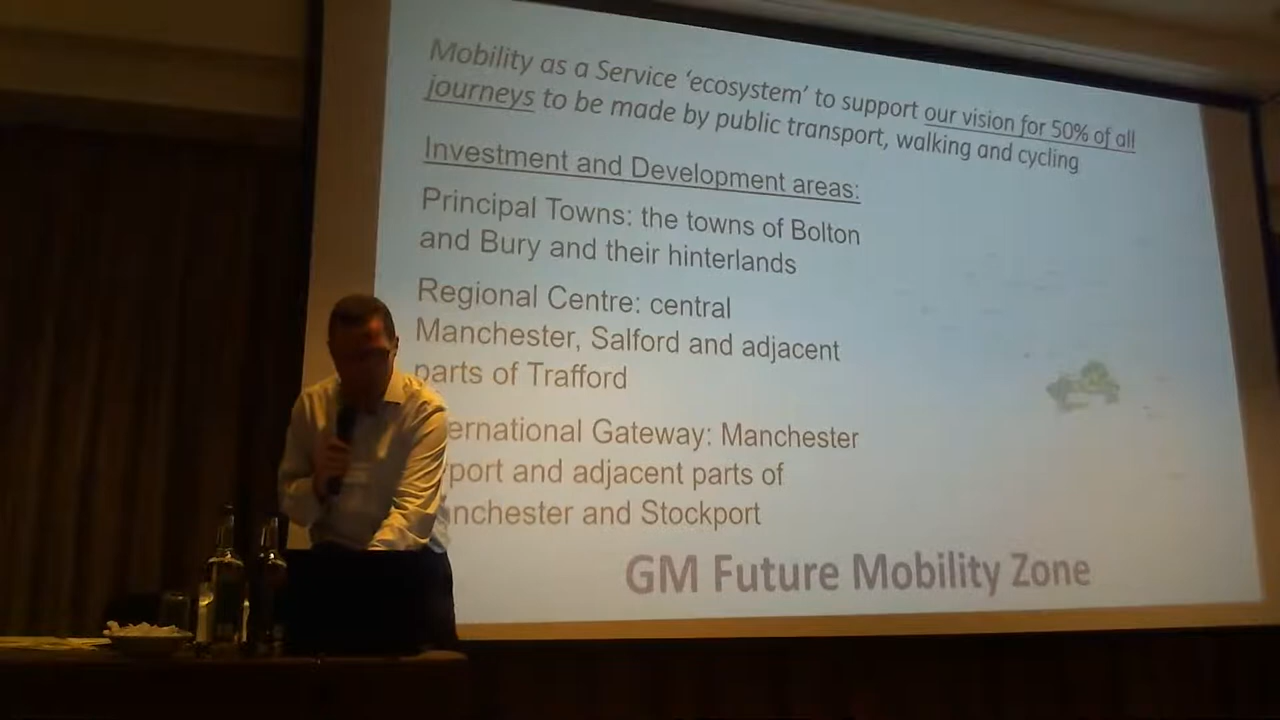 Mobility as a Service 'ecosystem' to support our vision for 50% of all
journeys to be made by public transport, walking and cycling
Investment and Development areas:
Principal Towns: the towns of Bolton
and Bury and their hinterlands
Regional Centre: central
Manchester, Salford and adjacent
parts of Trafford
ernational Gateway: Manchester
port and adjacent parts of
nchester and Stockport
GM Future Mobility Zone